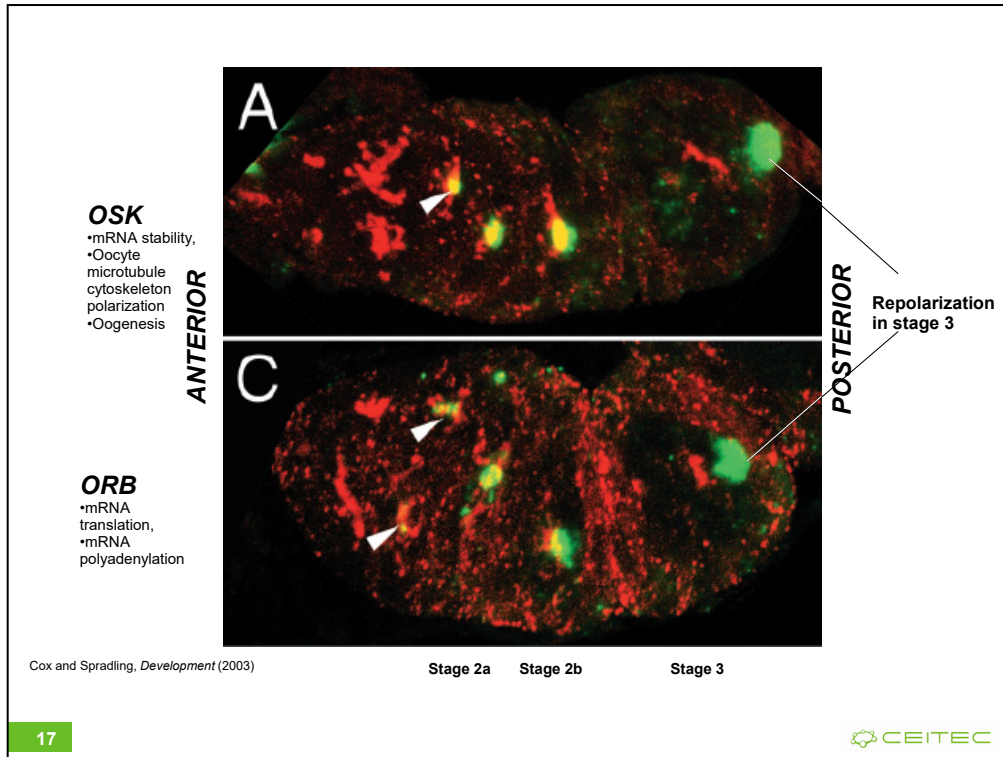 A
OSK
•mRNA stability,
•Oocyte
microtubule
cytoskeleton
polarization
•Oogenesis
ANTERIOR
POSTERIOR
Repolarization
in stage 3
C
ORB
•mRNA
translation,
•mRNA
polyadenylation
Cox and Spradling, Development (2003)
Stage 2a
Stage 2b
Stage 3
17
CEITEC